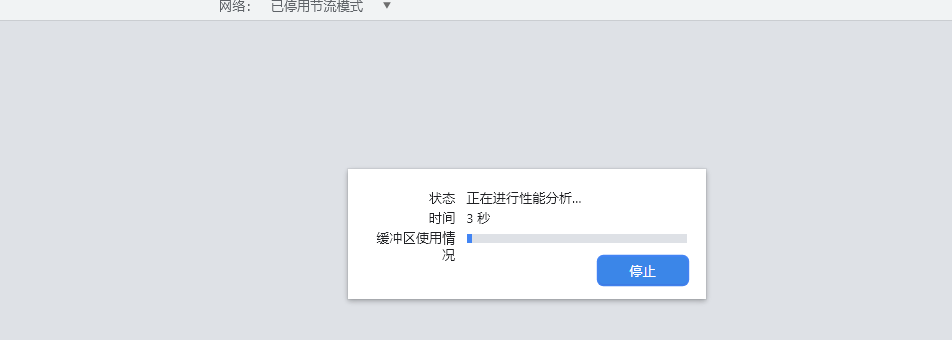 网络: 已停用节流模式 ▼
状态 正在进行性能分析...
时间 3 秒
缓冲区使用情
况
停止